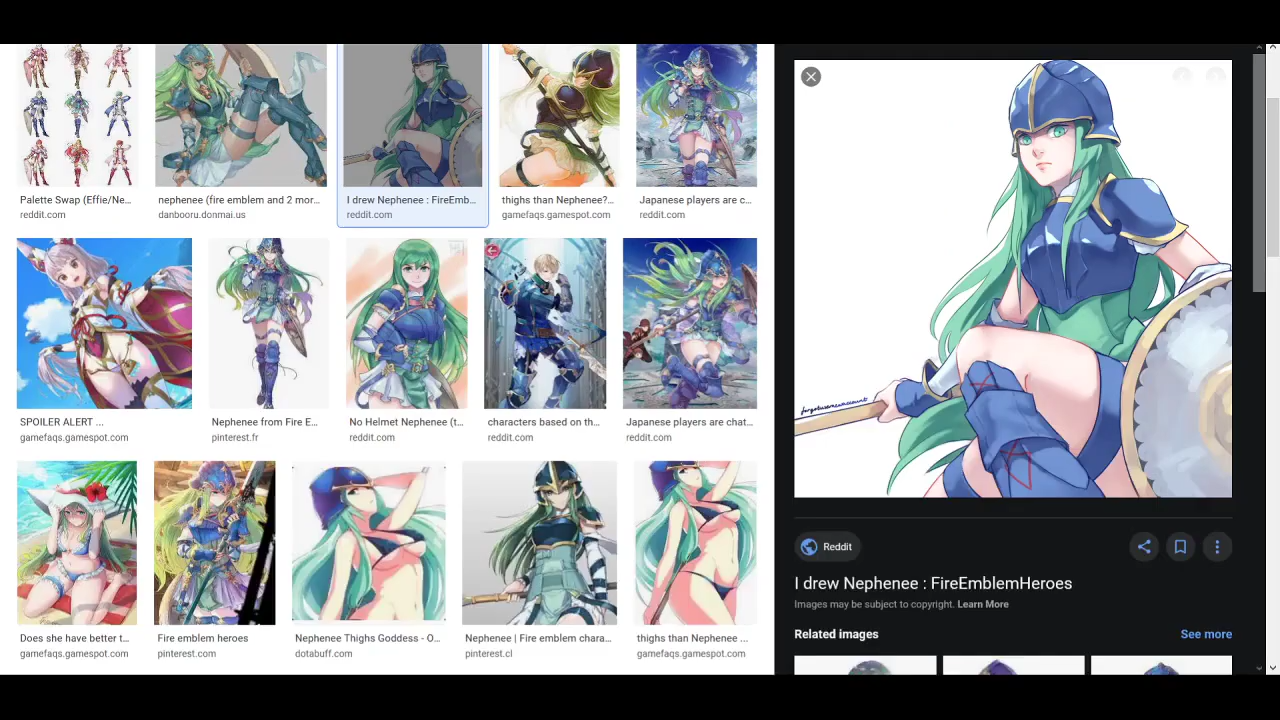 Palette Swap (Effie/Ne...
reddit.com
nephenee (fire emblem and 2 mor...
danbooru.donmai.us
I drew Nephenee : FireEmb...
reddit.com
thighs than Nephenee?...
gamefaqs.gamespot.com
Japanese players are c...
reddit.com
SPOILER ALERT ...
gamefaqs.gamespot.com
Nephenee from Fire E...
pinterest.fr
No Helmet Nephenee (t...
reddit.com
characters based on th...
reddit.com
Japanese players are chat...
reddit.com
Does she have better t...
gamefaqs.gamespot.com
Fire emblem heroes
pinterest.com
Nephenee Thighs Goddess - O...
dotabuff.com
Nephenee | Fire emblem chara...
pinterest.cl
thighs than Nephenee ...
gamefaqs.gamespot.com
Reddit
I drew Nephenee : FireEmblemHeroes
Images may be subject to copyright. Learn More
Related images
See more